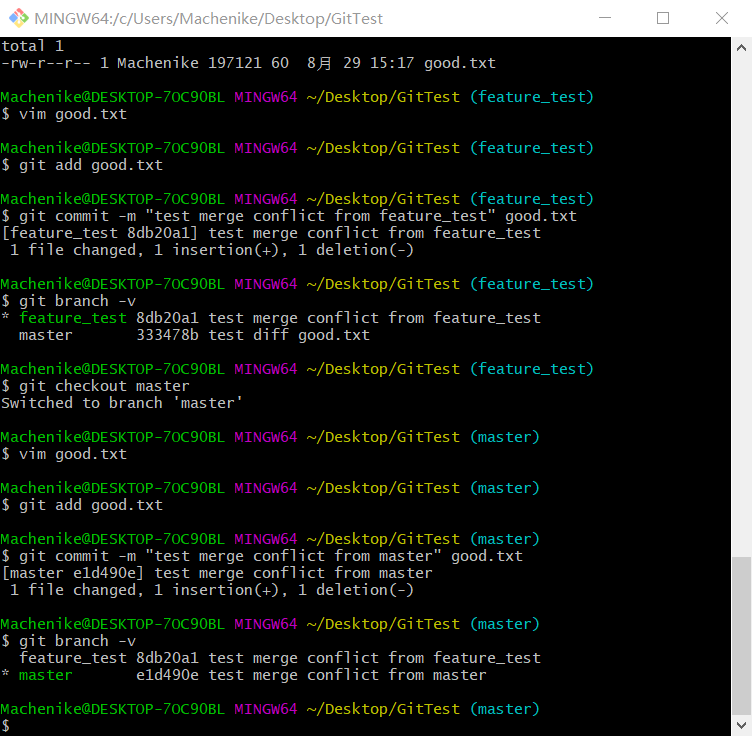 MINGW64:/c/Users/Machenike/Desktop/GitTest
total 1
-rw-r--r-- 1 Machenike 197121 60  8月 29 15:17 good.txt
Machenike@DESKTOP-7OC90BL MINGW64 ~/Desktop/GitTest (feature_test)
$ vim good.txt
Machenike@DESKTOP-7OC90BL MINGW64 ~/Desktop/GitTest (feature_test)
$ git add good.txt
Machenike@DESKTOP-7OC90BL MINGW64 ~/Desktop/GitTest (feature_test)
$ git commit -m "test merge conflict from feature_test" good.txt
[feature_test 8db20a1] test merge conflict from feature_test
 1 file changed, 1 insertion(+), 1 deletion(-)
Machenike@DESKTOP-7OC90BL MINGW64 ~/Desktop/GitTest (feature_test)
$ git branch -v
* feature_test 8db20a1 test merge conflict from feature_test
  master       333478b test diff good.txt
Machenike@DESKTOP-7OC90BL MINGW64 ~/Desktop/GitTest (feature_test)
$ git checkout master
Switched to branch 'master'
Machenike@DESKTOP-7OC90BL MINGW64 ~/Desktop/GitTest (master)
$ vim good.txt
Machenike@DESKTOP-7OC90BL MINGW64 ~/Desktop/GitTest (master)
$ git add good.txt
Machenike@DESKTOP-7OC90BL MINGW64 ~/Desktop/GitTest (master)
$ git commit -m "test merge conflict from master" good.txt
[master e1d490e] test merge conflict from master
 1 file changed, 1 insertion(+), 1 deletion(-)
Machenike@DESKTOP-7OC90BL MINGW64 ~/Desktop/GitTest (master)
$ git branch -v
  feature_test 8db20a1 test merge conflict from feature_test
* master       e1d490e test merge conflict from master
Machenike@DESKTOP-7OC90BL MINGW64 ~/Desktop/GitTest (master)
$